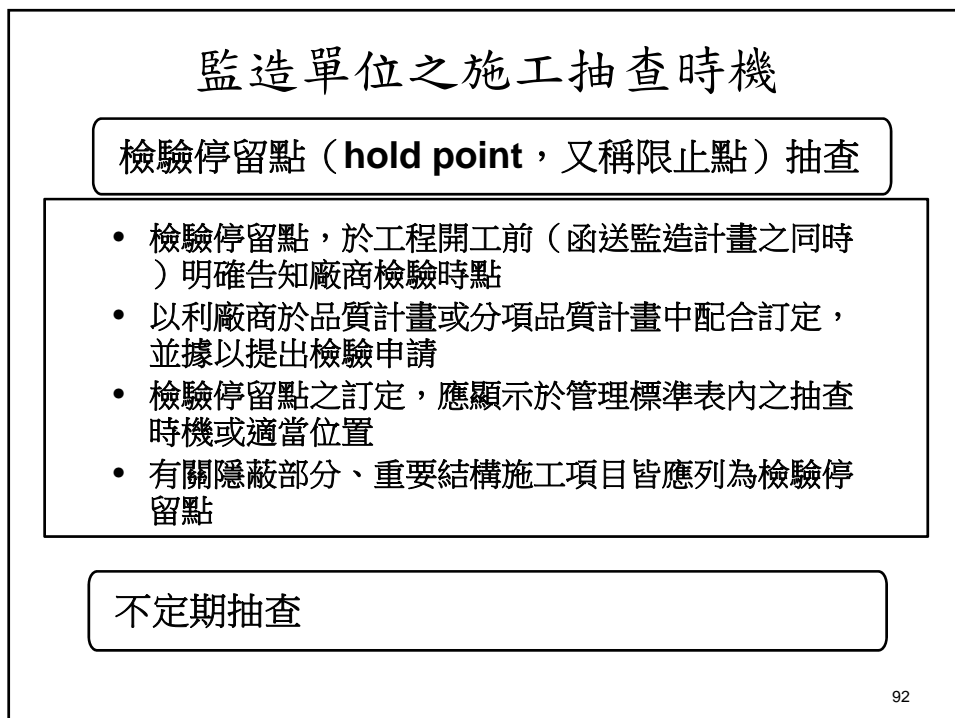 監造單位之施工抽查時機
檢驗停留點（hold point，又稱限止點）抽查
• 檢驗停留點，於工程開工前（函送監造計畫之同時
）明確告知廠商檢驗時點
• 以利廠商於品質計畫或分項品質計畫中配合訂定，
並據以提出檢驗申請
• 檢驗停留點之訂定，應顯示於管理標準表內之抽查
時機或適當位置
• 有關隱蔽部分、重要結構施工項目皆應列為檢驗停
留點
不定期抽查
92